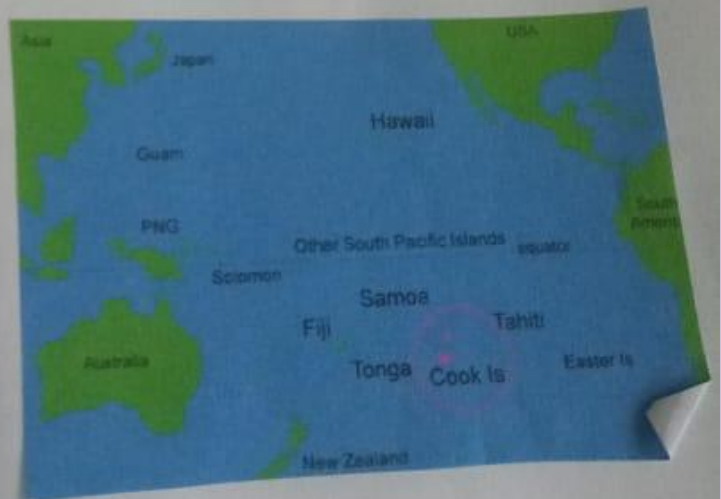 Asia
USA
Japan
Hawaii
Guam
South
America
PNG
Other South Pacific Islands
equator
Solomon
Samoa
Fiji
Tahiti
Australia
Tonga
Cook Is
Easter Is
New Zealand